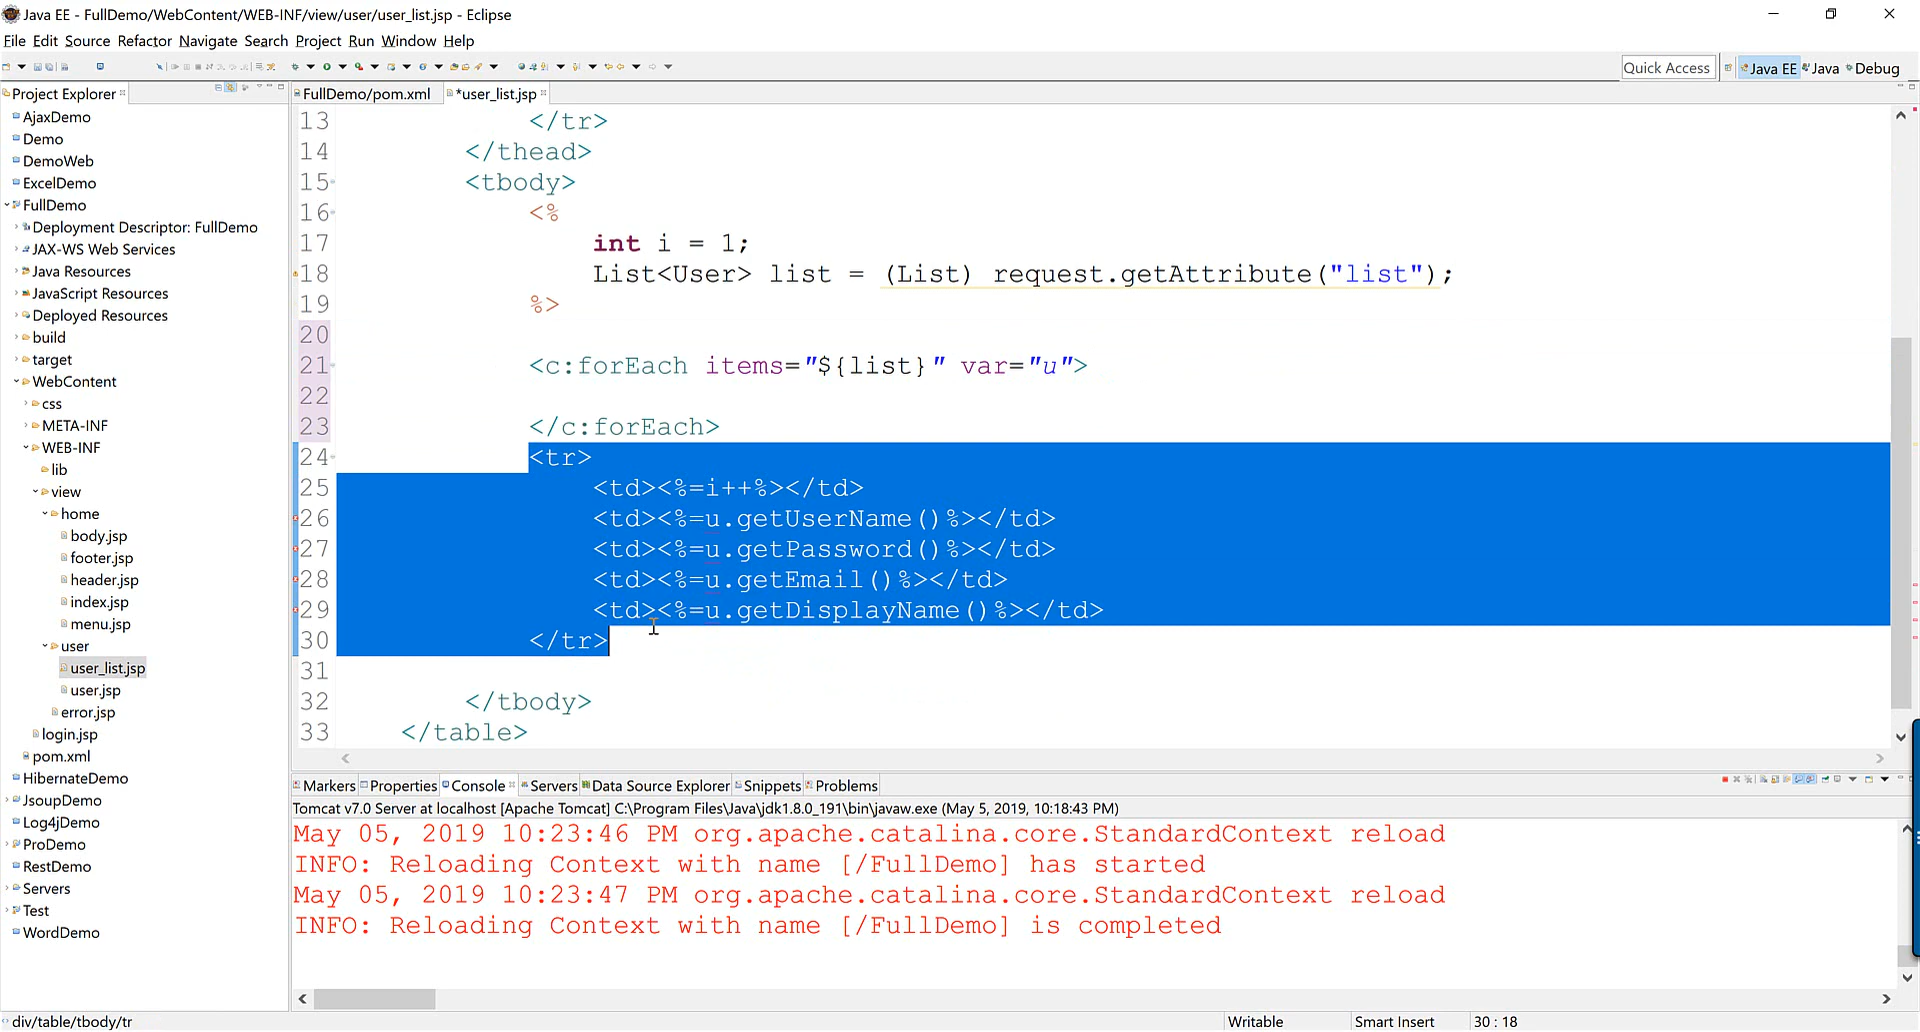 Java EE - FullDemo/WebContent/WEB-INF/view/user/user_list.jsp - Eclipse
File Edit Source Refactor Navigate Search Project Run Window Help
Quick Access
Java EE Java Debug
Project Explorer
AjaxDemo
Demo
DemoWeb
ExcelDemo
FullDemo
Deployment Descriptor: FullDemo
JAX-WS Web Services
Java Resources
JavaScript Resources
Deployed Resources
build
target
WebContent
css
META-INF
WEB-INF
lib
view
home
body.jsp
footer.jsp
header.jsp
index.jsp
menu.jsp
user
user_list.jsp
user.jsp
error.jsp
login.jsp
pom.xml
HibernateDemo
JsoupDemo
Log4jDemo
ProDemo
RestDemo
Servers
Test
WordDemo
FullDemo/pom.xml *user_list.jsp
13 </tr>
14 </thead>
15 <tbody>
16 <%
17 int i = 1;
18 List<User> list = (List) request.getAttribute("list");
19 %>
20
21 <c:forEach items="${list}" var="u">
22
23 </c:forEach>
24 <tr>
25 <td><%=i++%></td>
26 <td><%=u.getUserName()%></td>
27 <td><%=u.getPassword()%></td>
28 <td><%=u.getEmail()%></td>
29 <td><%=u.getDisplayName()%></td>
30 </tr>
31
32 </tbody>
33 </table>
Markers Properties Console Servers Data Source Explorer Snippets Problems
Tomcat v7.0 Server at localhost [Apache Tomcat] C:\Program Files\Java\jdk1.8.0_191\bin\javaw.exe (May 5, 2019, 10:18:43 PM)
May 05, 2019 10:23:46 PM org.apache.catalina.core.StandardContext reload
INFO: Reloading Context with name [/FullDemo] has started
May 05, 2019 10:23:47 PM org.apache.catalina.core.StandardContext reload
INFO: Reloading Context with name [/FullDemo] is completed
div/table/tbody/tr Writable Smart Insert 30 : 18